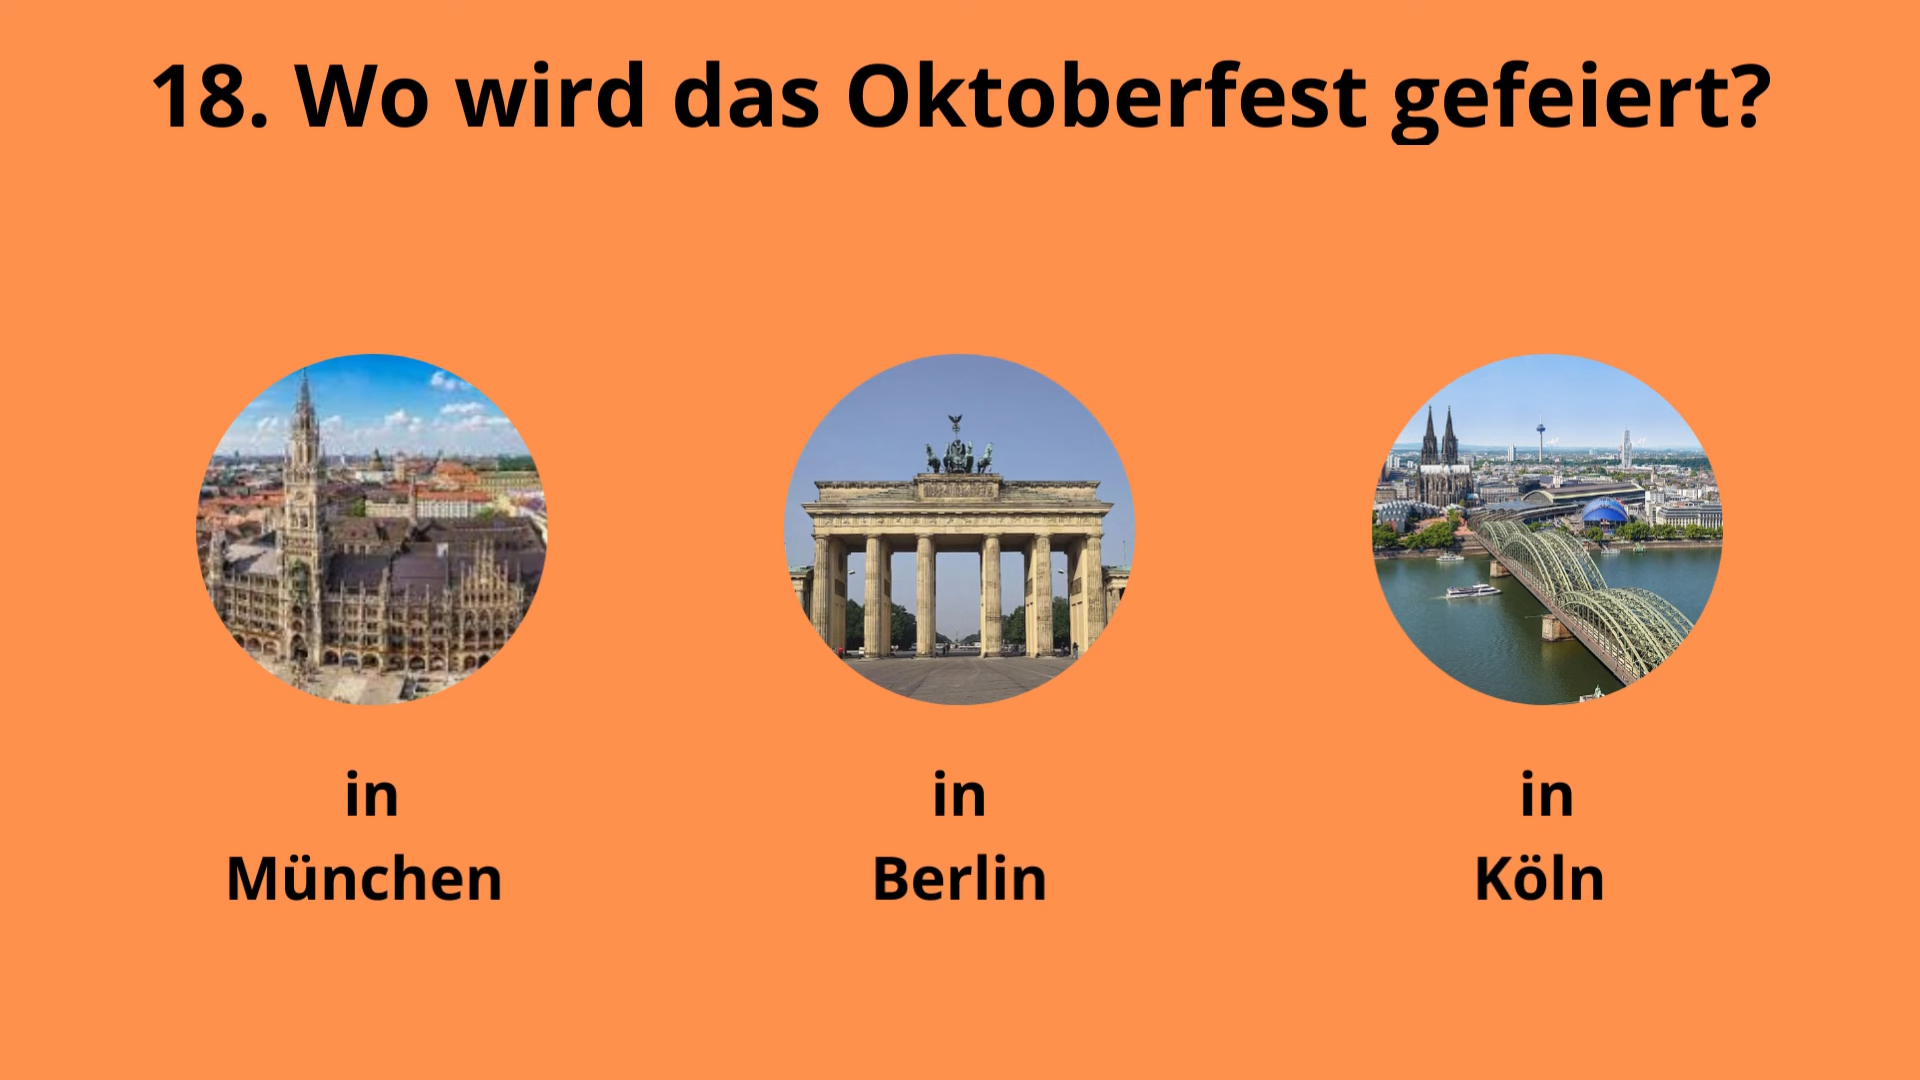 18. Wo wird das Oktoberfest gefeiert?
in
München
in
Berlin
in
Köln